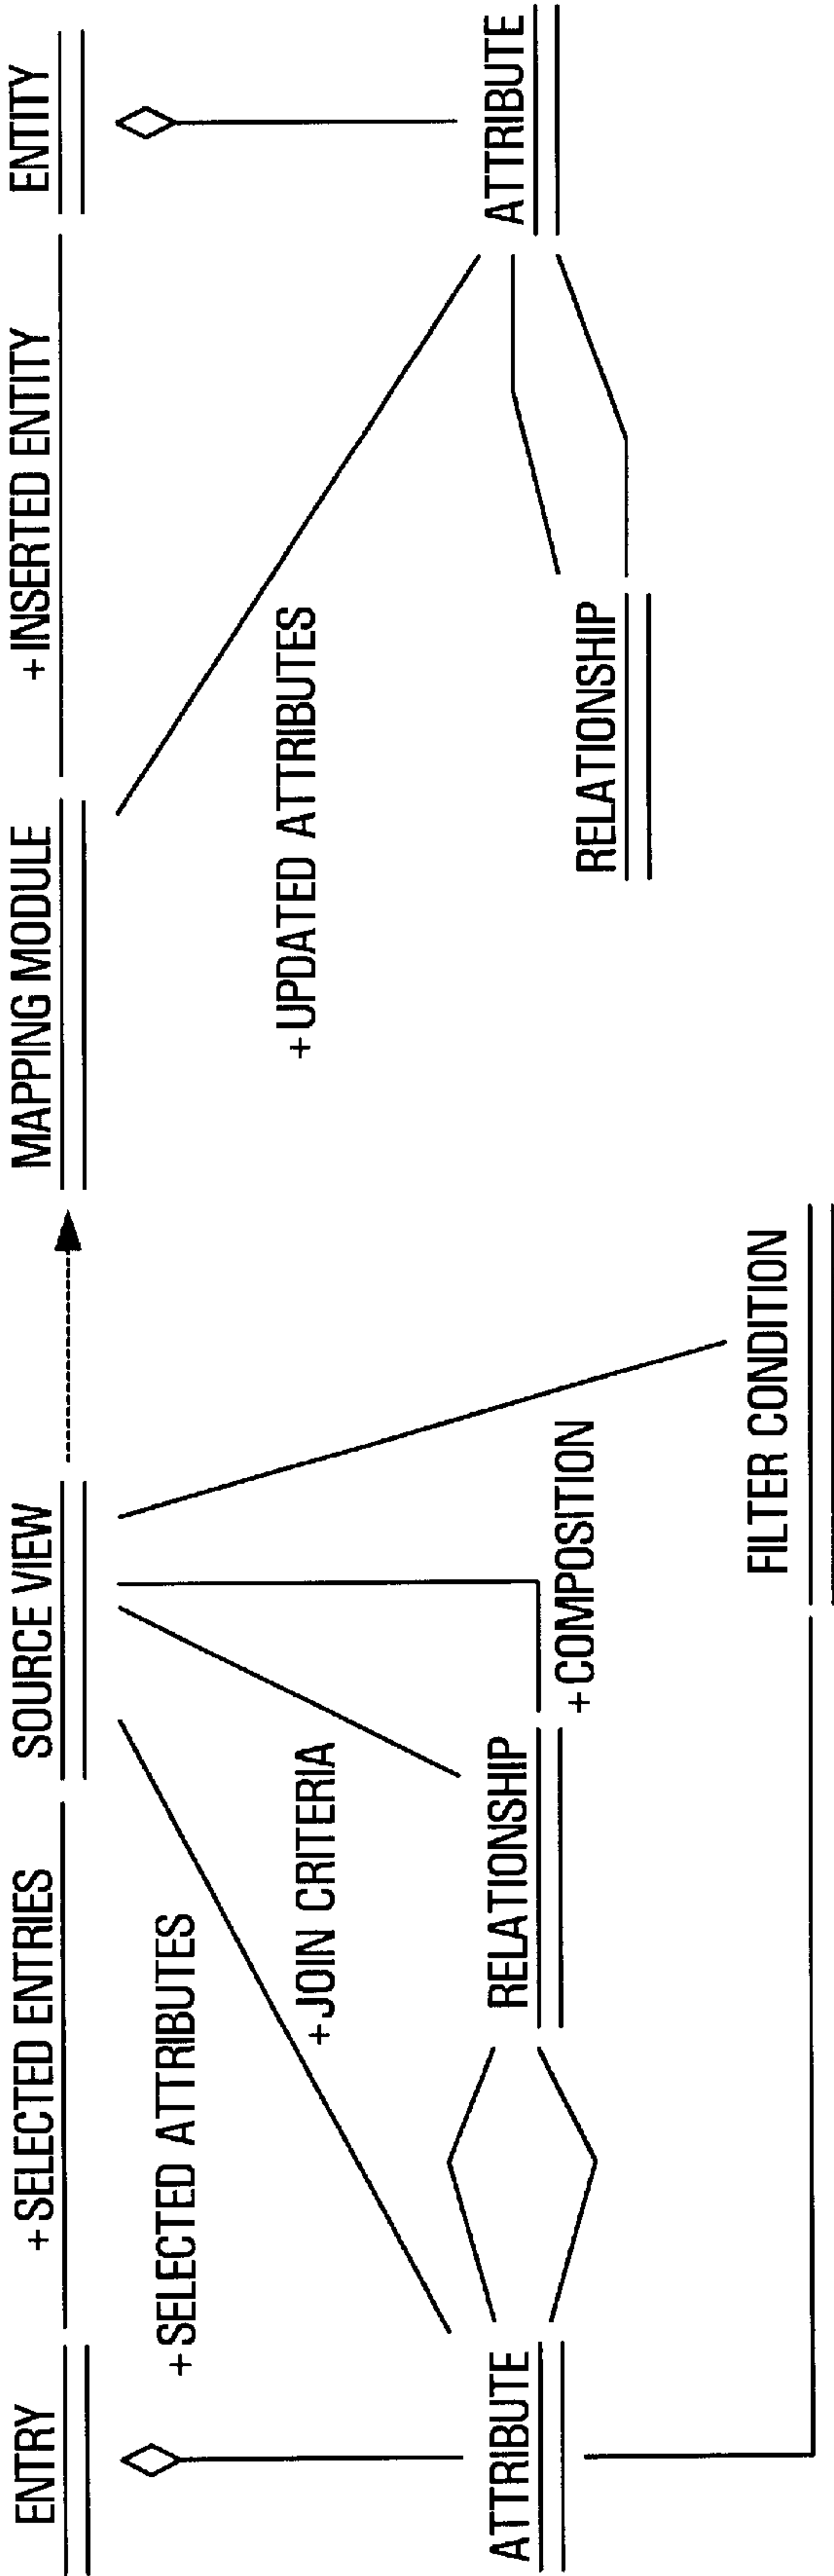 ENTRY
+SELECTED ENTRIES
SOURCE VIEW
MAPPING MODULE
+INSERTED ENTITY
ENTITY
+SELECTED ATTRIBUTES
+JOIN CRITERIA
+UPDATED ATTRIBUTES
ATTRIBUTE
RELATIONSHIP
+COMPOSITION
ATTRIBUTE
RELATIONSHIP
FILTER CONDITION